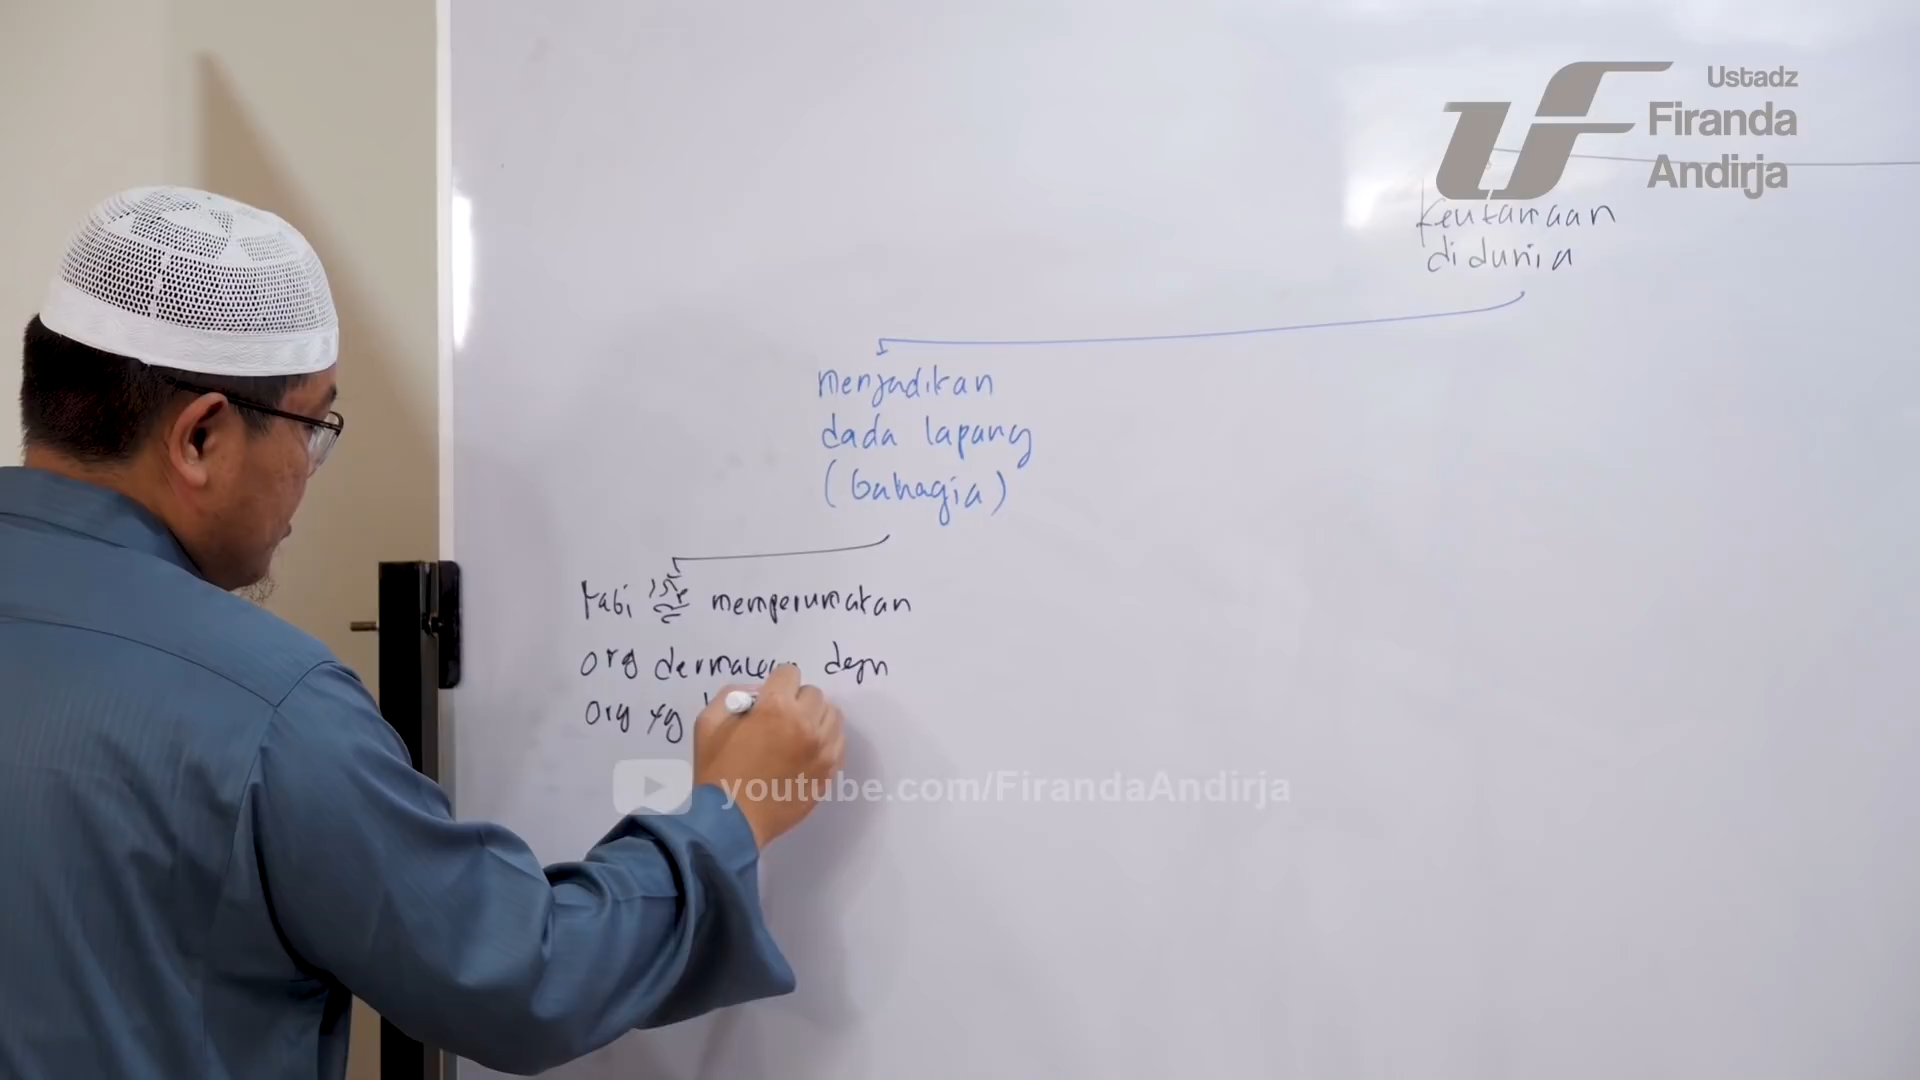 Ustadz
Firanda
Andirja
Keutamaan
di dunia
menjadikan
dada lapang
(bahagia)
Nabi ﷺ memperumakan
org dermawan dgn
org yg
youtube.com/FirandaAndirja